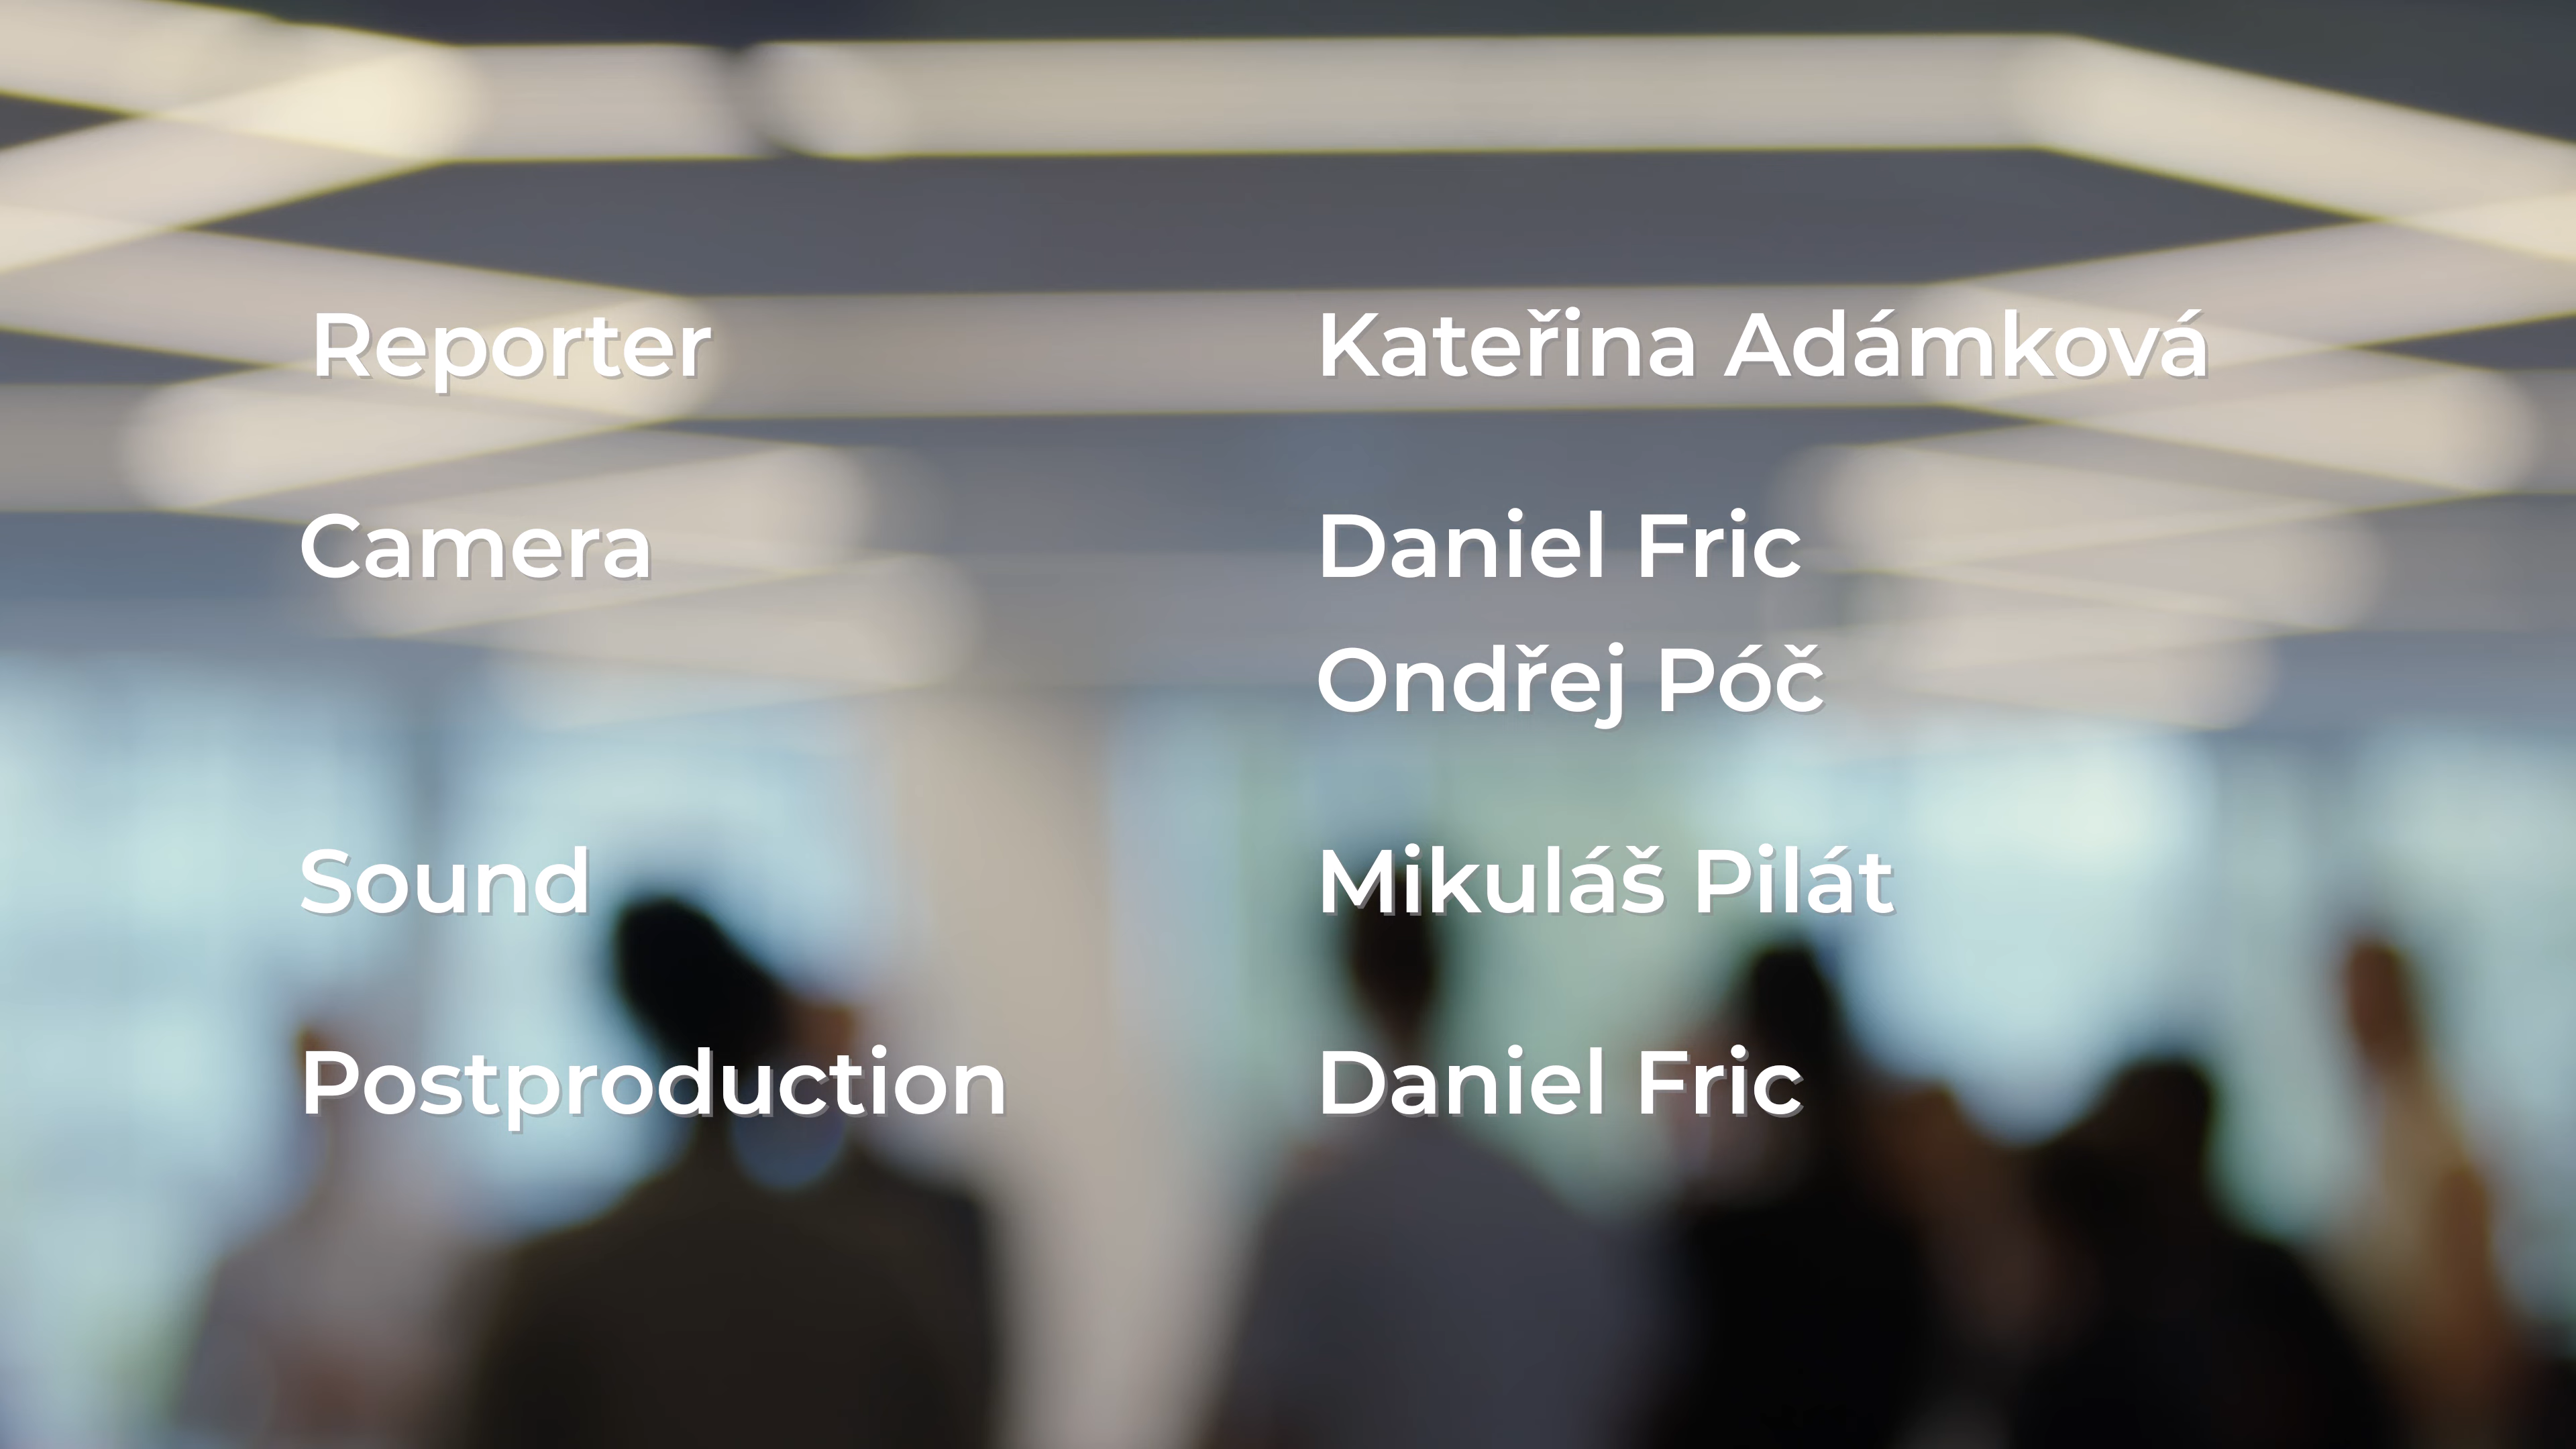 Reporter Kateřina Adámková
Camera Daniel Fric
Ondřej Póč
Sound Mikuláš Pilát
Postproduction Daniel Fric